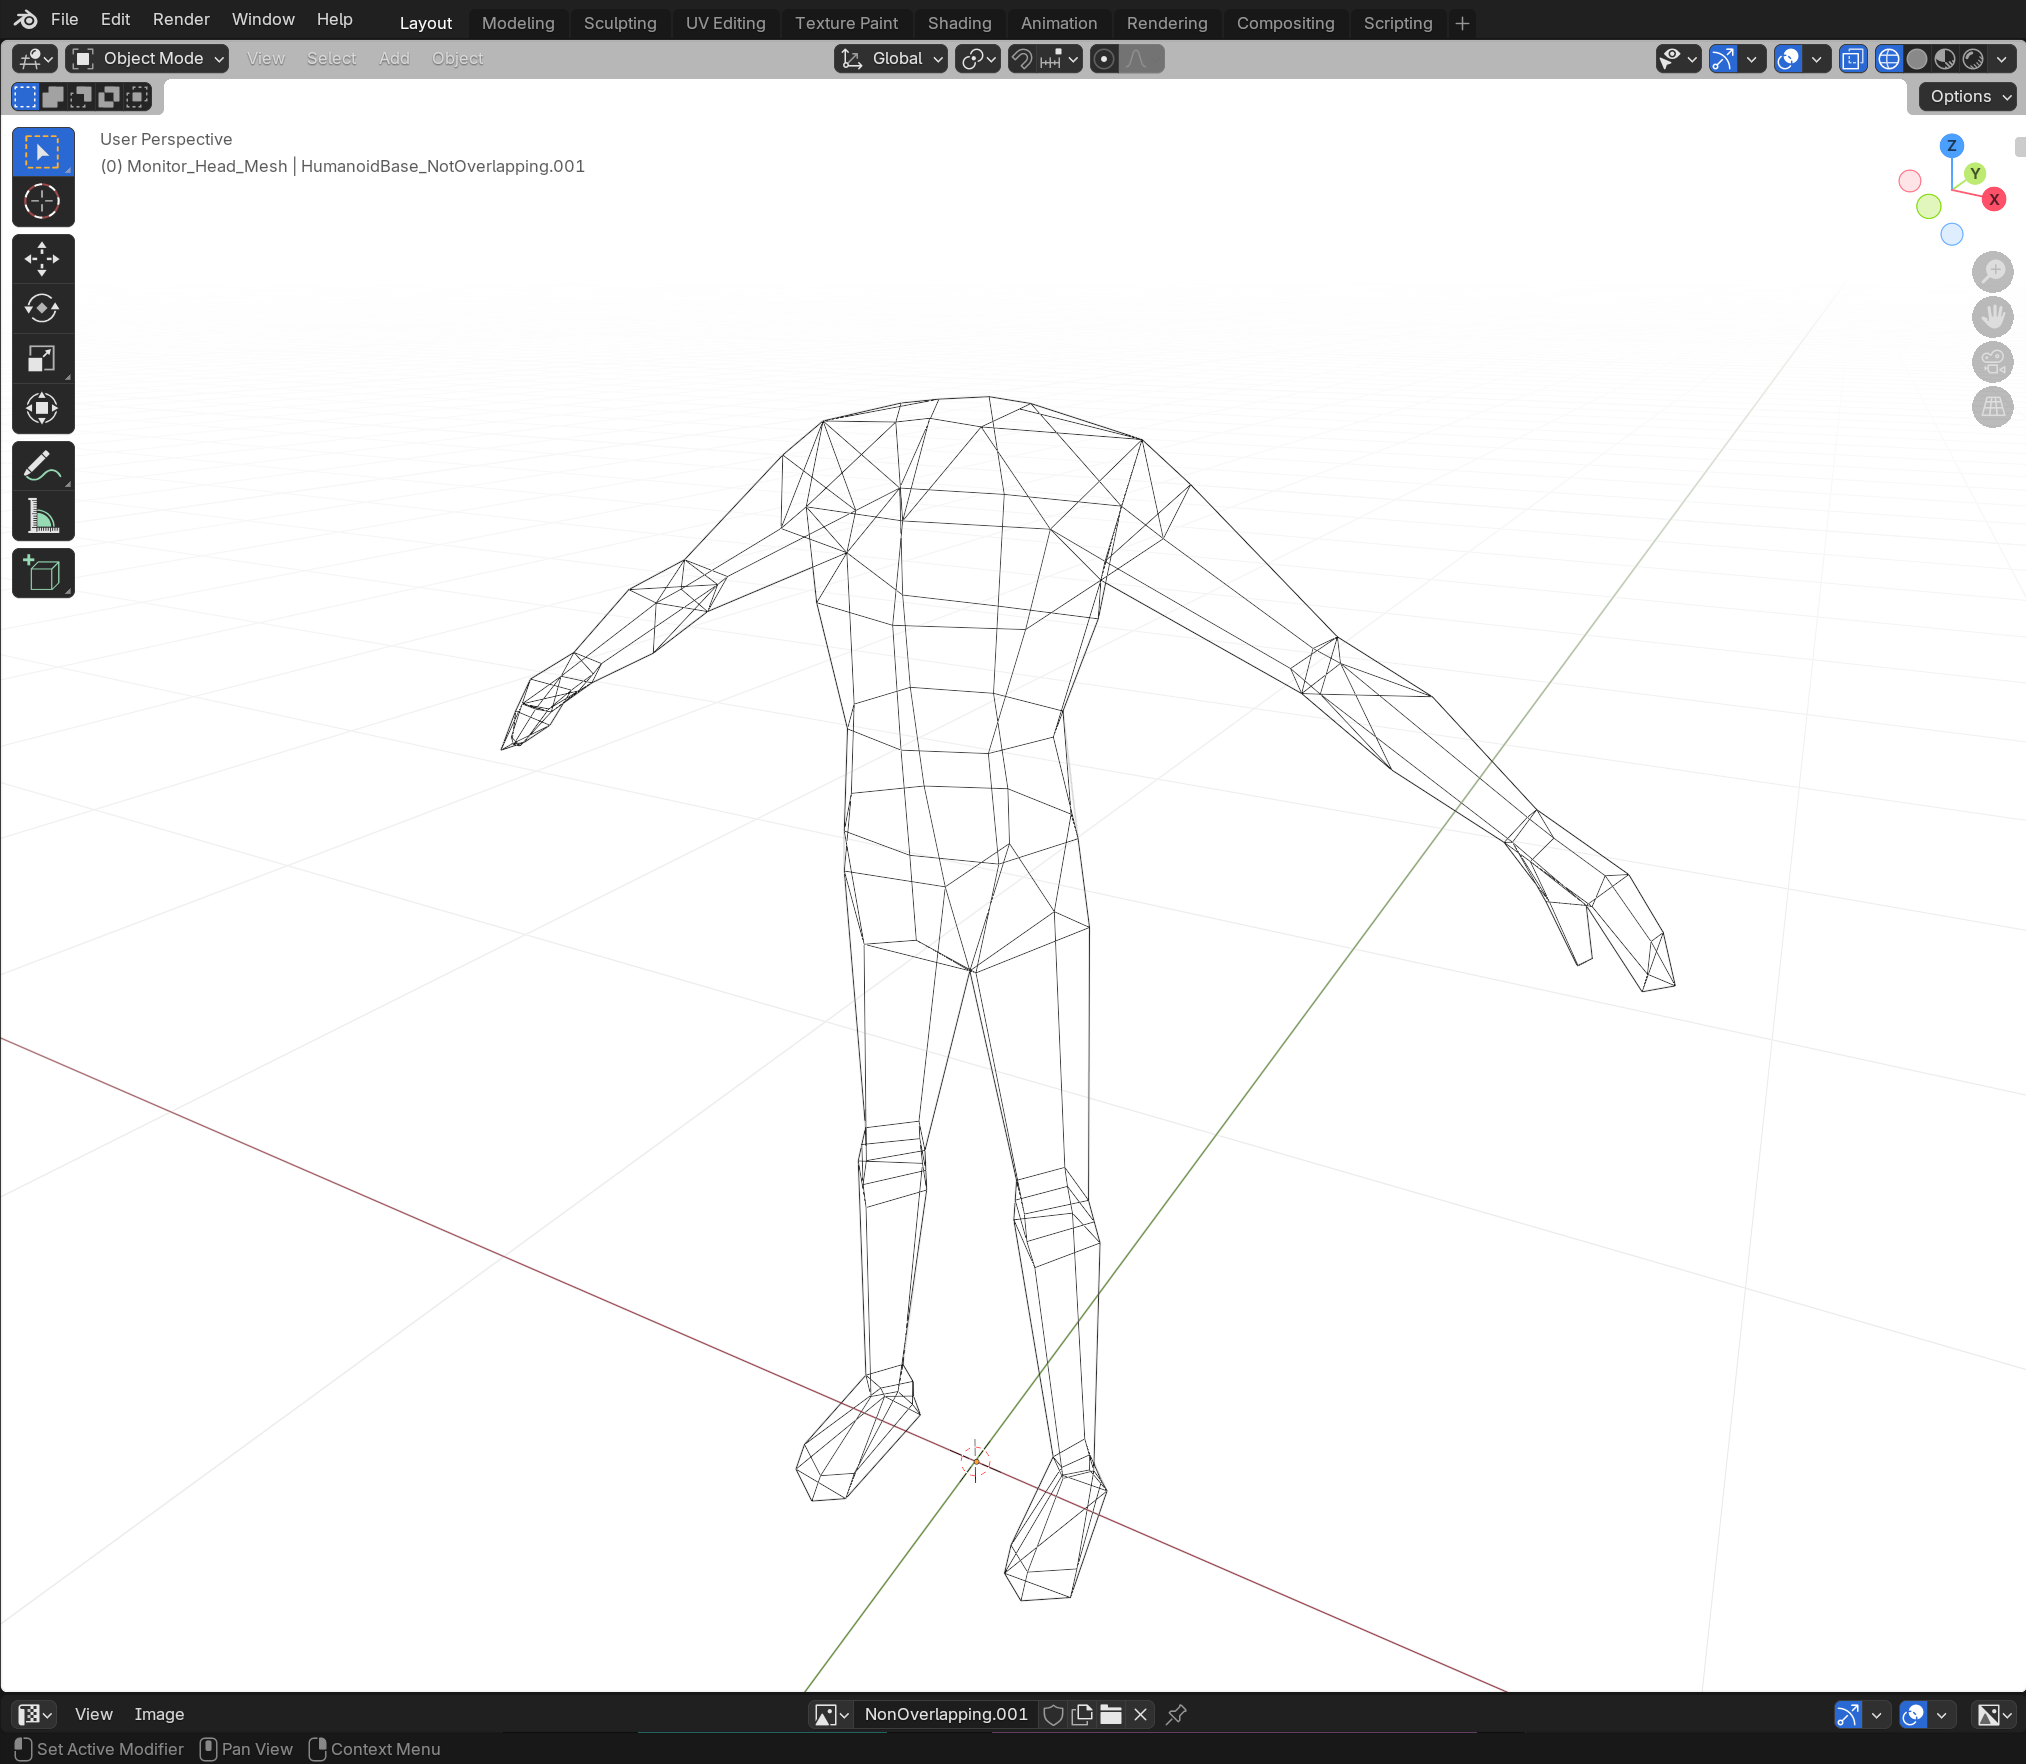 File Edit Render Window Help Layout Modeling Sculpting UV Editing Texture Paint Shading Animation Rendering Compositing Scripting
Object Mode View Select Add Object Global
Options
User Perspective
(0) Monitor_Head_Mesh | HumanoidBase_NotOverlapping.001
Z
Y
X
View Image NonOverlapping.001
Set Active Modifier Pan View Context Menu